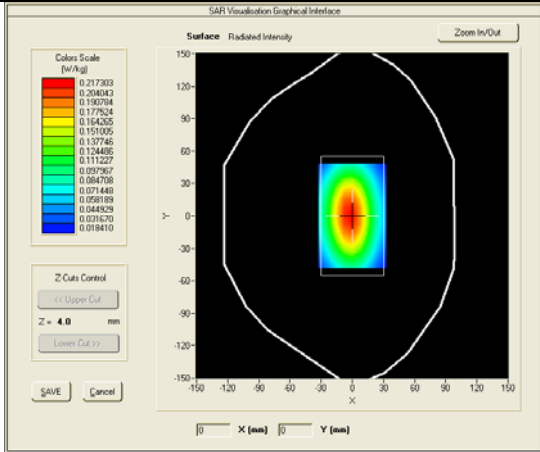 SAR Visualisation Graphical Interface
Surface Radiated Intensity
Zoom In/Out
Colors Scale
(W/kg)
0.217303
0.204043
0.190784
0.177524
0.164265
0.151005
0.137746
0.124486
0.111227
0.097967
0.084708
0.071448
0.058189
0.044929
0.031670
0.018410
150
120
90
60
30
0
-30
-60
-90
-120
-150
Y
-150 -120 -90 -60 -30 0 30 60 90 120 150
X
Z-Cuts Control
<< Upper Cut
Z = 4.0 mm
Lower Cut >>
SAVE Cancel
0 X (mm) 0 Y (mm)